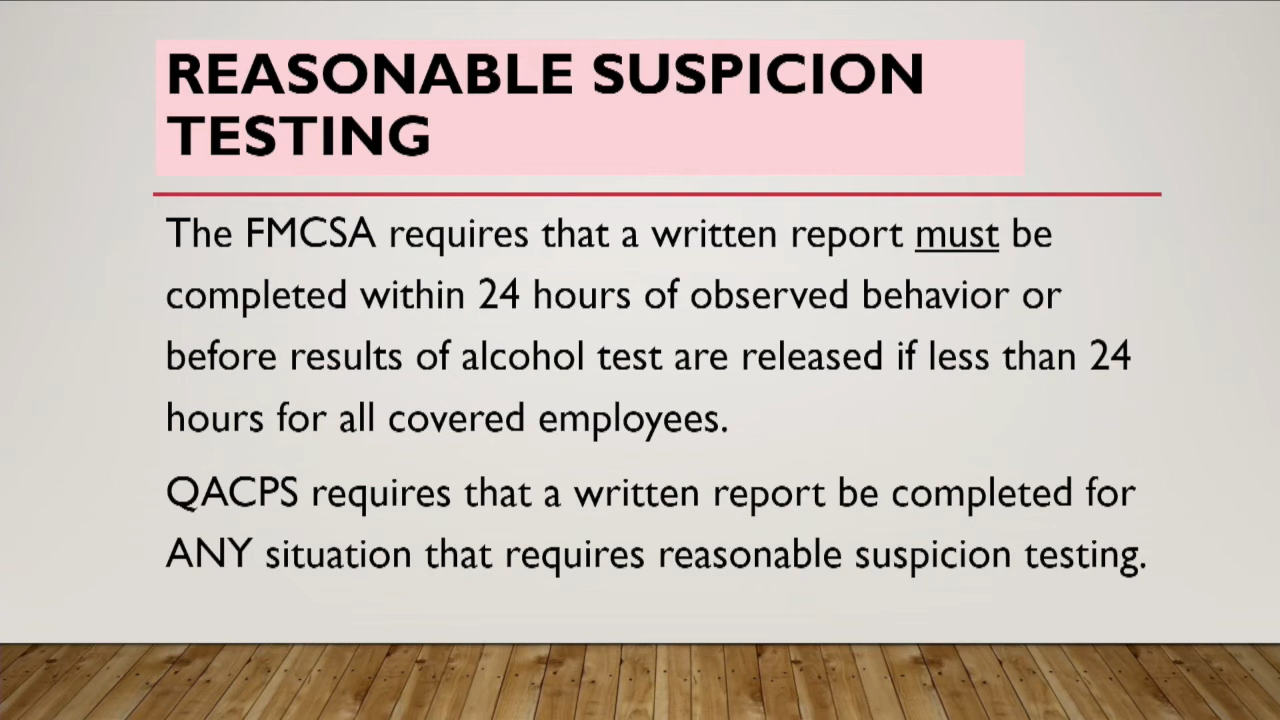 REASONABLE SUSPICION
TESTING
The FMCSA requires that a written report must be
completed within 24 hours of observed behavior or
before results of alcohol test are released if less than 24
hours for all covered employees.
QACPS requires that a written report be completed for
ANY situation that requires reasonable suspicion testing.